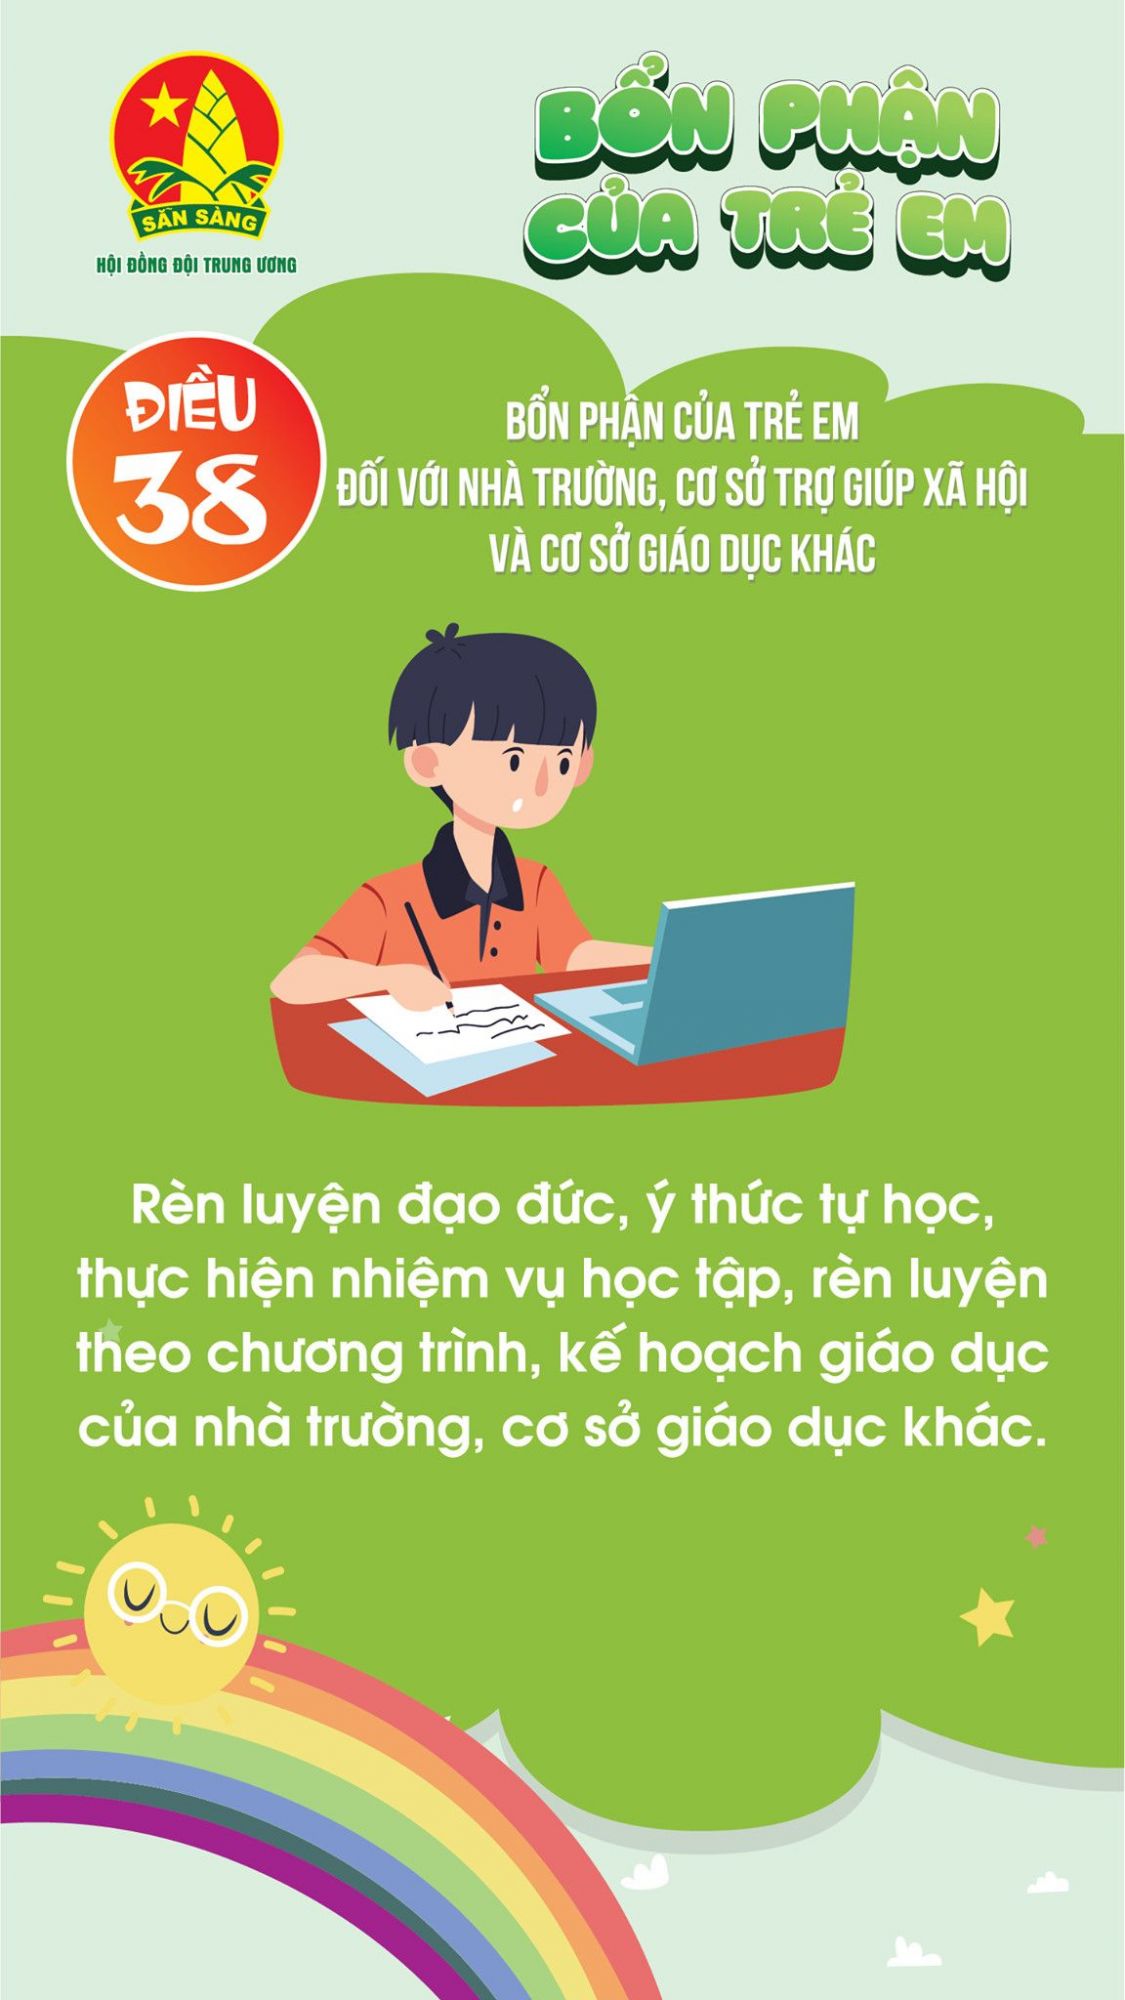 SẴN SÀNG
HỘI ĐỒNG ĐỘI TRUNG ƯƠNG
BỔN PHẬN
CỦA TRẺ EM
ĐIỀU
38
BỔN PHẬN CỦA TRẺ EM
ĐỐI VỚI NHÀ TRƯỜNG, CƠ SỞ TRỢ GIÚP XÃ HỘI
VÀ CƠ SỞ GIÁO DỤC KHÁC
Rèn luyện đạo đức, ý thức tự học,
thực hiện nhiệm vụ học tập, rèn luyện
theo chương trình, kế hoạch giáo dục
của nhà trường, cơ sở giáo dục khác.